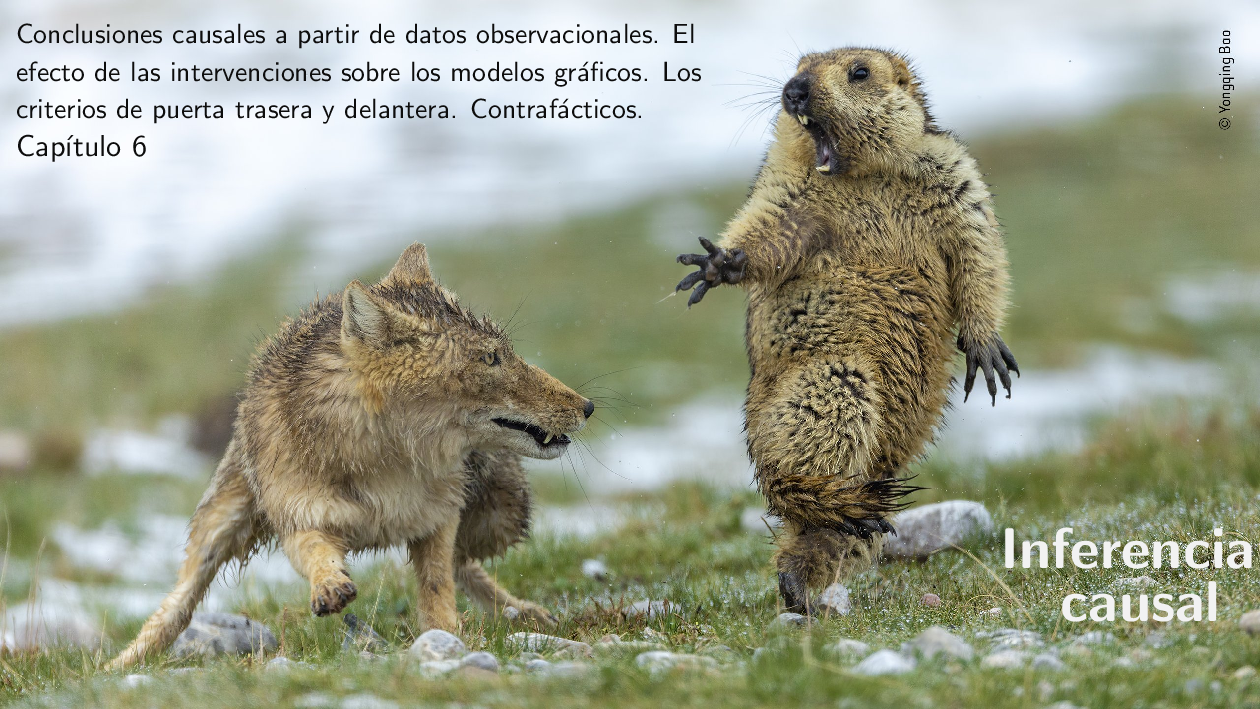 Conclusiones causales a partir de datos observacionales. El
efecto de las intervenciones sobre los modelos gráficos. Los
criterios de puerta trasera y delantera. Contrafácticos.
Capítulo 6
© Yongqing Bao
Inferencia
causal